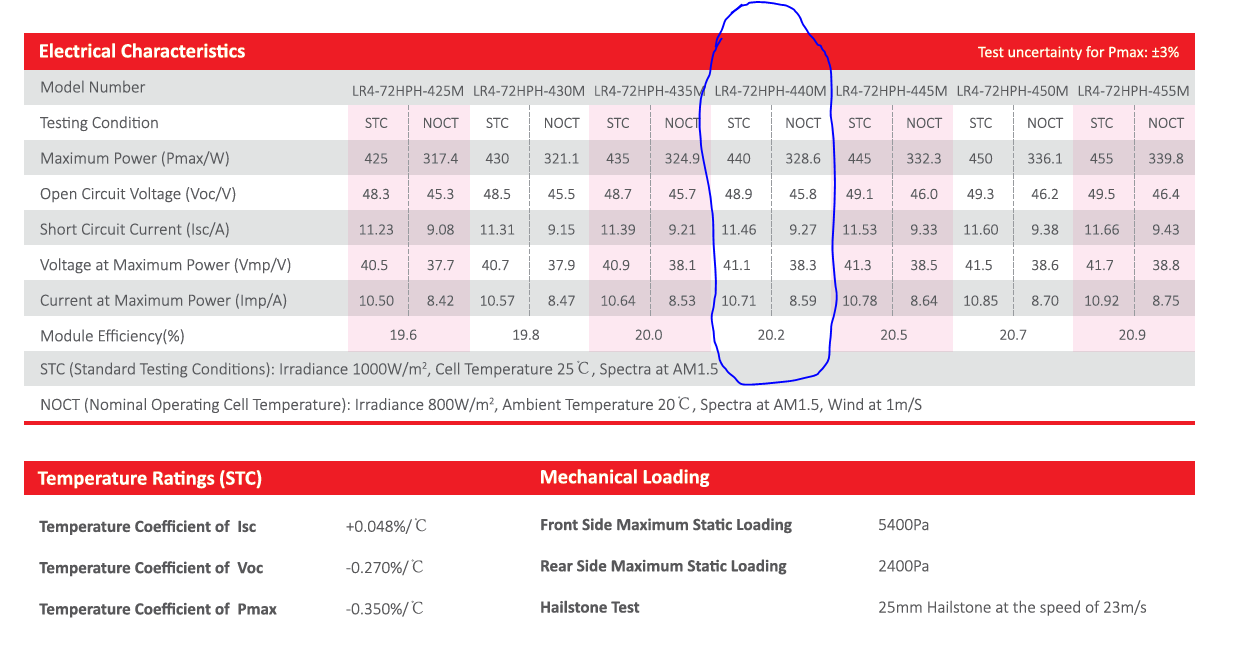 Electrical Characteristics Test uncertainty for Pmax: ±3%
Model Number LR4-72HPH-425M LR4-72HPH-430M LR4-72HPH-435M LR4-72HPH-440M LR4-72HPH-445M LR4-72HPH-450M LR4-72HPH-455M
Testing Condition STC NOCT STC NOCT STC NOCT STC NOCT STC NOCT STC NOCT STC NOCT
Maximum Power (Pmax/W) 425 317.4 430 321.1 435 324.9 440 328.6 445 332.3 450 336.1 455 339.8
Open Circuit Voltage (Voc/V) 48.3 45.3 48.5 45.5 48.7 45.7 48.9 45.8 49.1 46.0 49.3 46.2 49.5 46.4
Short Circuit Current (Isc/A) 11.23 9.08 11.31 9.15 11.39 9.21 11.46 9.27 11.53 9.33 11.60 9.38 11.66 9.43
Voltage at Maximum Power (Vmp/V) 40.5 37.7 40.7 37.9 40.9 38.1 41.1 38.3 41.3 38.5 41.5 38.6 41.7 38.8
Current at Maximum Power (Imp/A) 10.50 8.42 10.57 8.47 10.64 8.53 10.71 8.59 10.78 8.64 10.85 8.70 10.92 8.75
Module Efficiency(%) 19.6 19.8 20.0 20.2 20.5 20.7 20.9
STC (Standard Testing Conditions): Irradiance 1000W/m², Cell Temperature 25℃, Spectra at AM1.5
NOCT (Nominal Operating Cell Temperature): Irradiance 800W/m², Ambient Temperature 20℃, Spectra at AM1.5, Wind at 1m/S
Temperature Ratings (STC) Mechanical Loading
Temperature Coefficient of Isc +0.048%/℃ Front Side Maximum Static Loading 5400Pa
Temperature Coefficient of Voc -0.270%/℃ Rear Side Maximum Static Loading 2400Pa
Temperature Coefficient of Pmax -0.350%/℃ Hailstone Test 25mm Hailstone at the speed of 23m/s